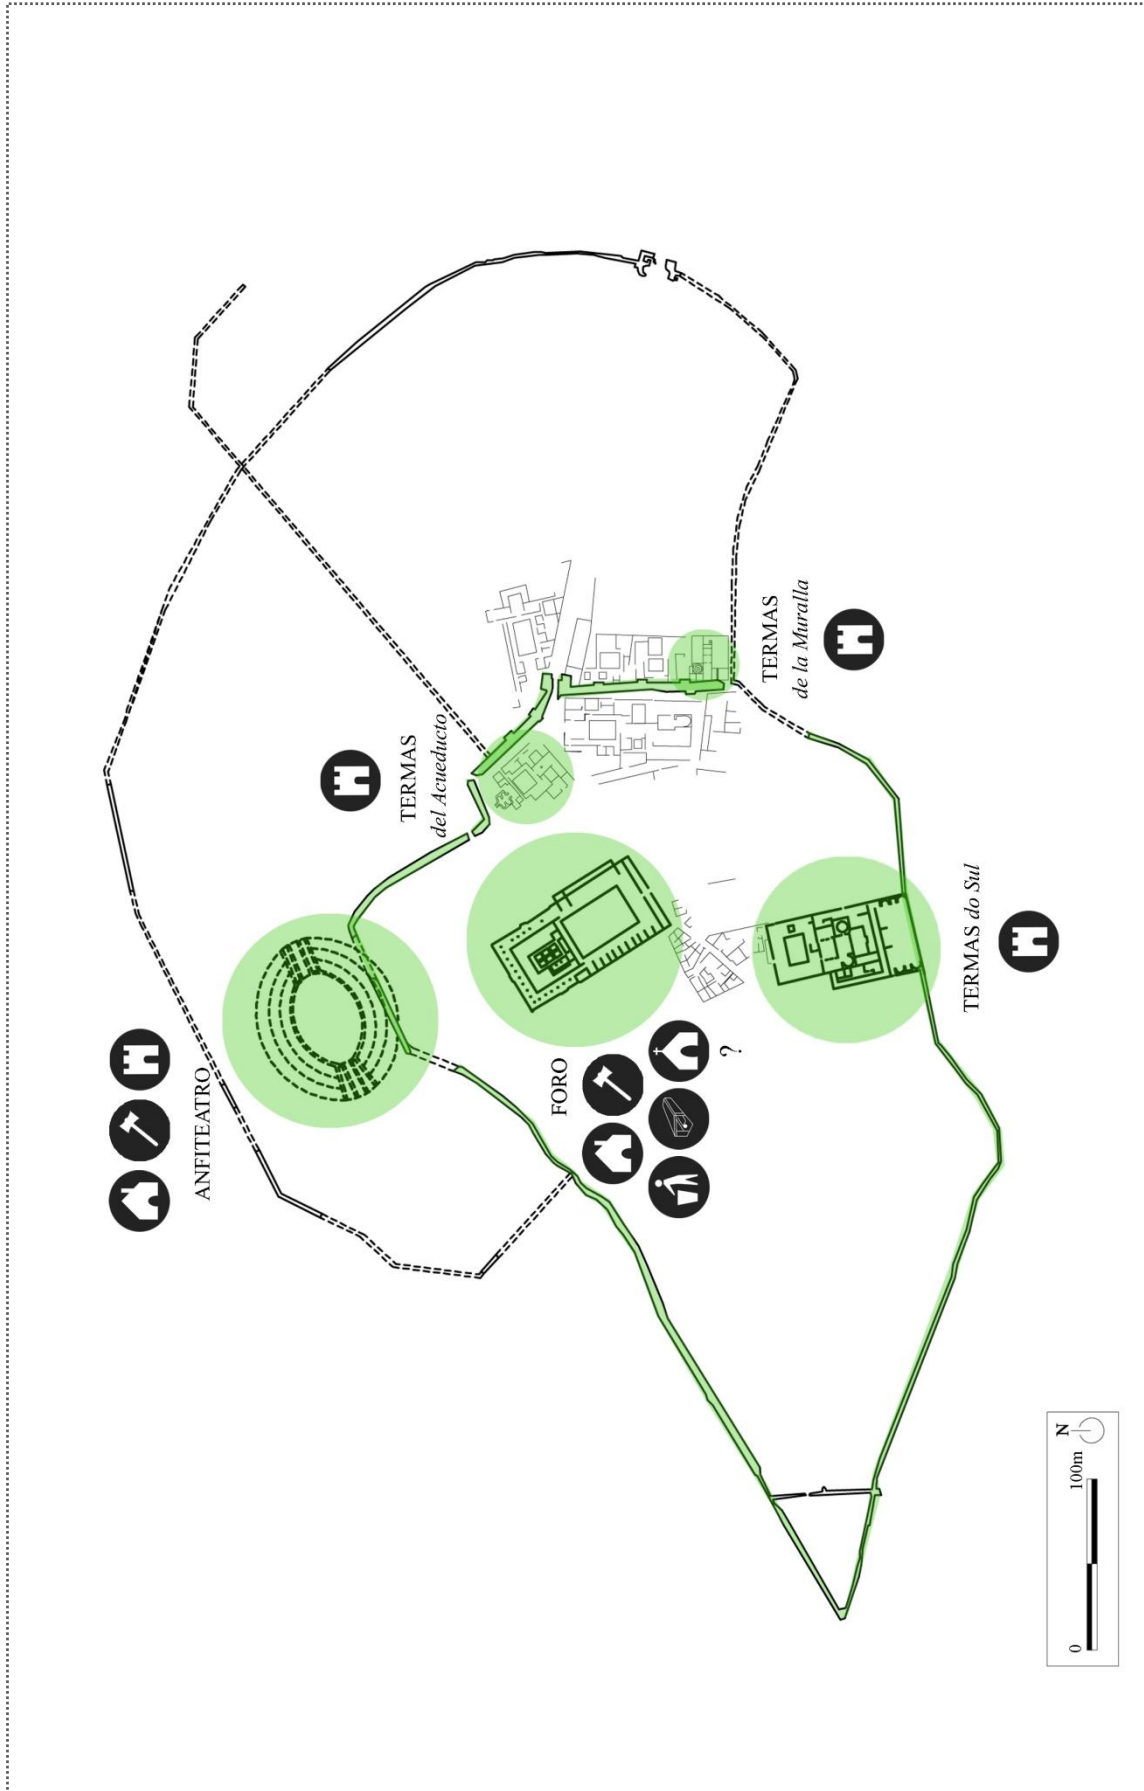 ANFITEATRO
TERMAS
del Acueducto
FORO
?
TERMAS
de la Muralla
TERMAS do Sul
0
100m
N